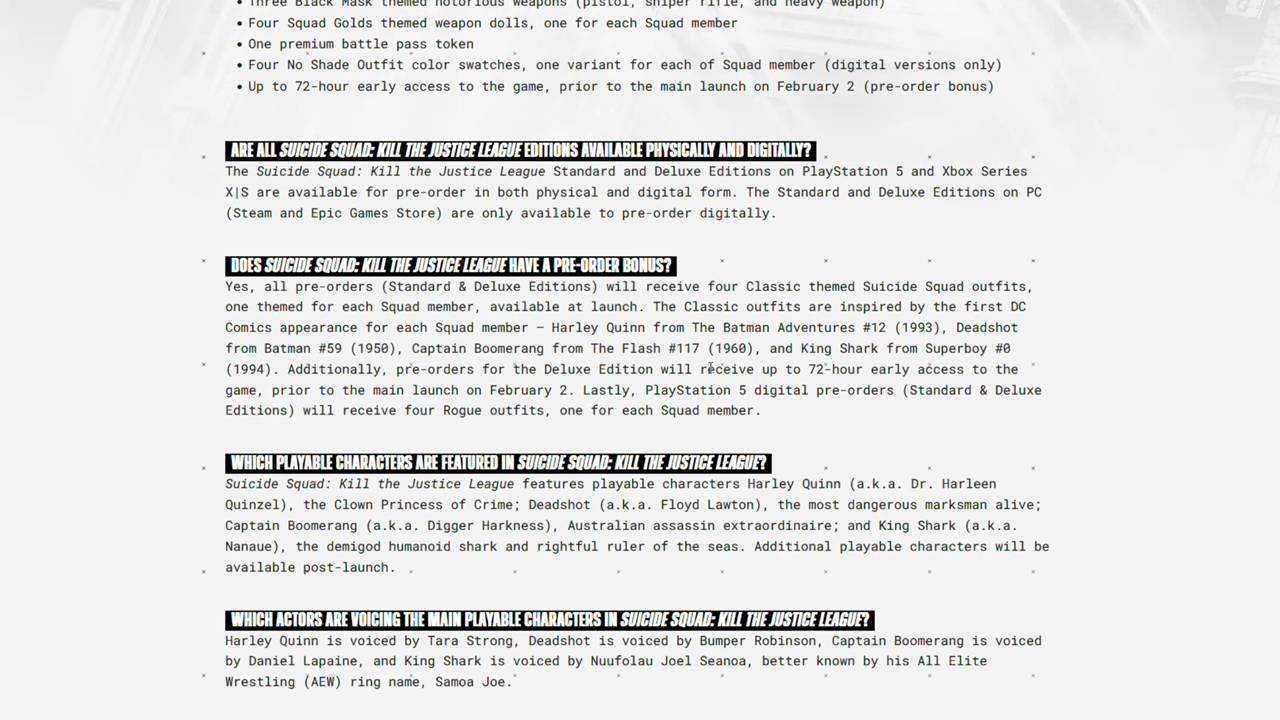 • Three Black Mask themed notorious weapons (pistol, sniper rifle, and heavy weapon)
• Four Squad Golds themed weapon dolls, one for each Squad member
• One premium battle pass token
• Four No Shade Outfit color swatches, one variant for each of Squad member (digital versions only)
• Up to 72-hour early access to the game, prior to the main launch on February 2 (pre-order bonus)
ARE ALL SUICIDE SQUAD: KILL THE JUSTICE LEAGUE EDITIONS AVAILABLE PHYSICALLY AND DIGITALLY?
The Suicide Squad: Kill the Justice League Standard and Deluxe Editions on PlayStation 5 and Xbox Series
X|S are available for pre-order in both physical and digital form. The Standard and Deluxe Editions on PC
(Steam and Epic Games Store) are only available to pre-order digitally.
DOES SUICIDE SQUAD: KILL THE JUSTICE LEAGUE HAVE A PRE-ORDER BONUS?
Yes, all pre-orders (Standard & Deluxe Editions) will receive four Classic themed Suicide Squad outfits,
one themed for each Squad member, available at launch. The Classic outfits are inspired by the first DC
Comics appearance for each Squad member – Harley Quinn from The Batman Adventures #12 (1993), Deadshot
from Batman #59 (1950), Captain Boomerang from The Flash #117 (1960), and King Shark from Superboy #0
(1994). Additionally, pre-orders for the Deluxe Edition will receive up to 72-hour early access to the
game, prior to the main launch on February 2. Lastly, PlayStation 5 digital pre-orders (Standard & Deluxe
Editions) will receive four Rogue outfits, one for each Squad member.
WHICH PLAYABLE CHARACTERS ARE FEATURED IN SUICIDE SQUAD: KILL THE JUSTICE LEAGUE?
Suicide Squad: Kill the Justice League features playable characters Harley Quinn (a.k.a. Dr. Harleen
Quinzel), the Clown Princess of Crime; Deadshot (a.k.a. Floyd Lawton), the most dangerous marksman alive;
Captain Boomerang (a.k.a. Digger Harkness), Australian assassin extraordinaire; and King Shark (a.k.a.
Nanaue), the demigod humanoid shark and rightful ruler of the seas. Additional playable characters will be
available post-launch.
WHICH ACTORS ARE VOICING THE MAIN PLAYABLE CHARACTERS IN SUICIDE SQUAD: KILL THE JUSTICE LEAGUE?
Harley Quinn is voiced by Tara Strong, Deadshot is voiced by Bumper Robinson, Captain Boomerang is voiced
by Daniel Lapaine, and King Shark is voiced by Nuufolau Joel Seanoa, better known by his All Elite
Wrestling (AEW) ring name, Samoa Joe.